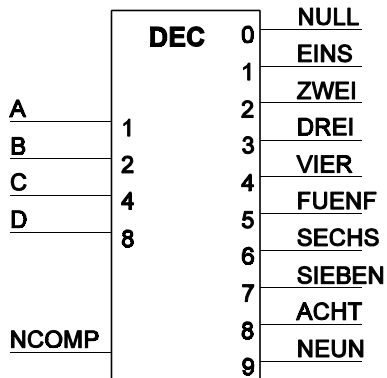 DEC
0 NULL
1 EINS
2 ZWEI
A 1
3 DREI
B 2
4 VIER
C 4
5 FUENF
D 8
6 SECHS
7 SIEBEN
8 ACHT
NCOMP
9 NEUN